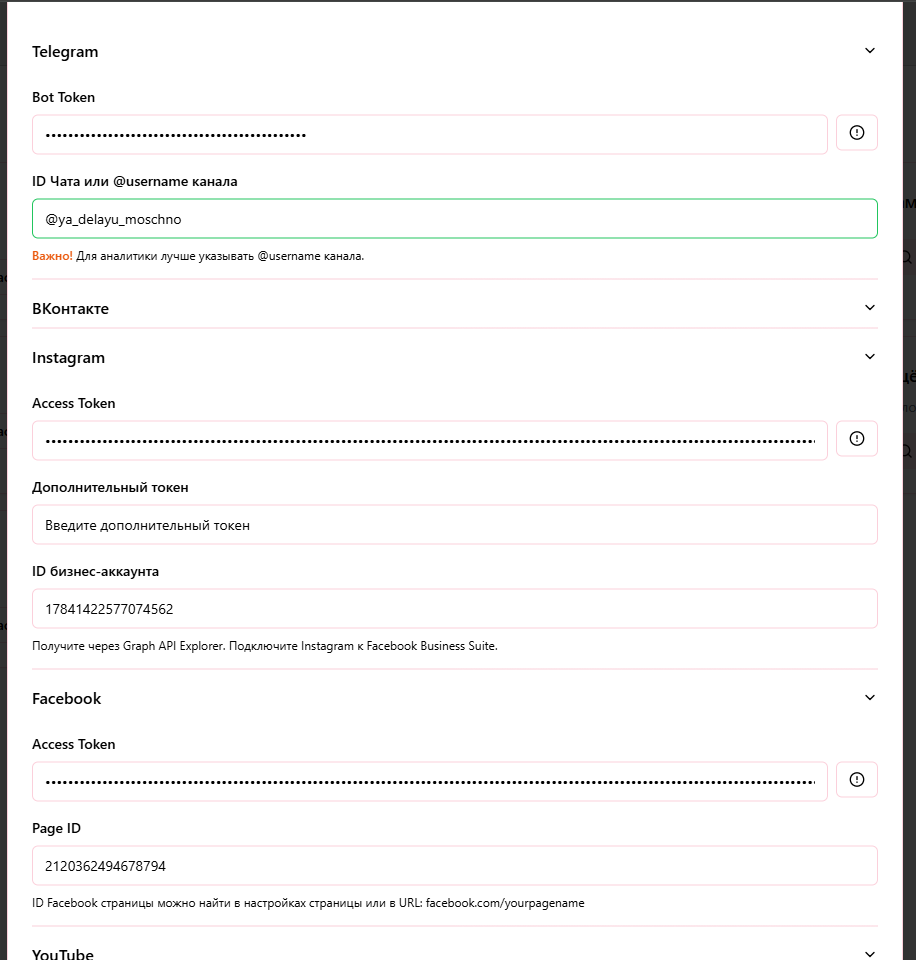 Telegram
Bot Token
••••••••••••••••••••••••••••••••••••••••••••••
ID Чата или @username канала
@ya_delayu_moschno
Важно! Для аналитики лучше указывать @username канала.
ВКонтакте
Instagram
Access Token
Дополнительный токен
Введите дополнительный токен
ID бизнес-аккаунта
17841422577074562
Получите через Graph API Explorer. Подключите Instagram к Facebook Business Suite.
Facebook
Access Token
Page ID
2120362494678794
ID Facebook страницы можно найти в настройках страницы или в URL: facebook.com/yourpagename
YouTube